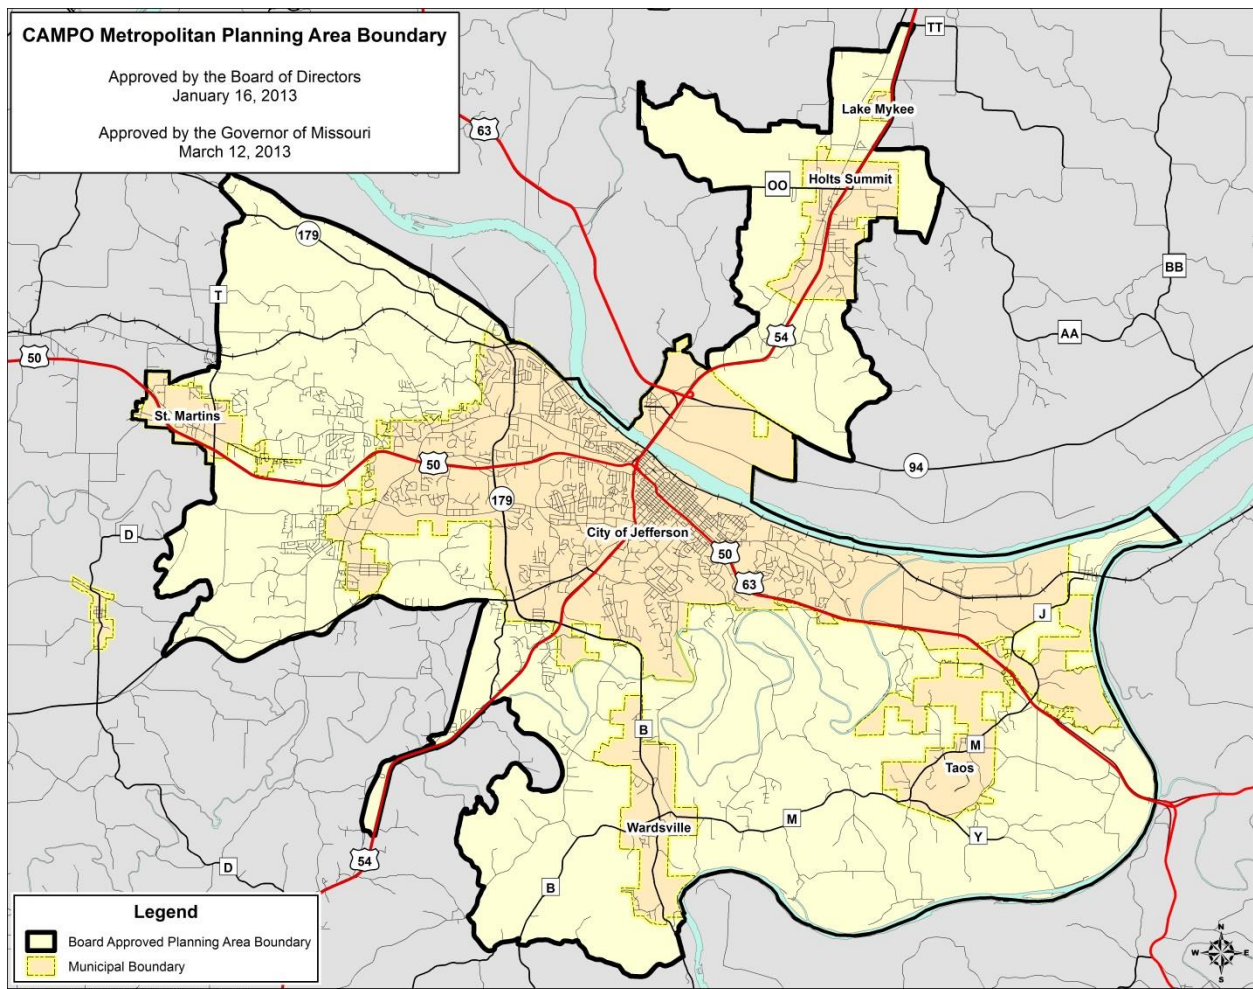 CAMPO Metropolitan Planning Area Boundary
Approved by the Board of Directors
January 16, 2013
Approved by the Governor of Missouri
March 12, 2013
TT
63
Lake Mykee
OO
Holts Summit
179
BB
T
54
AA
50
St. Martins
50
94
179
D
City of Jefferson
50
63
J
B
M
Taos
M
Wardsville
Y
54
D
B
Legend
Board Approved Planning Area Boundary
Municipal Boundary
N
W
E
S